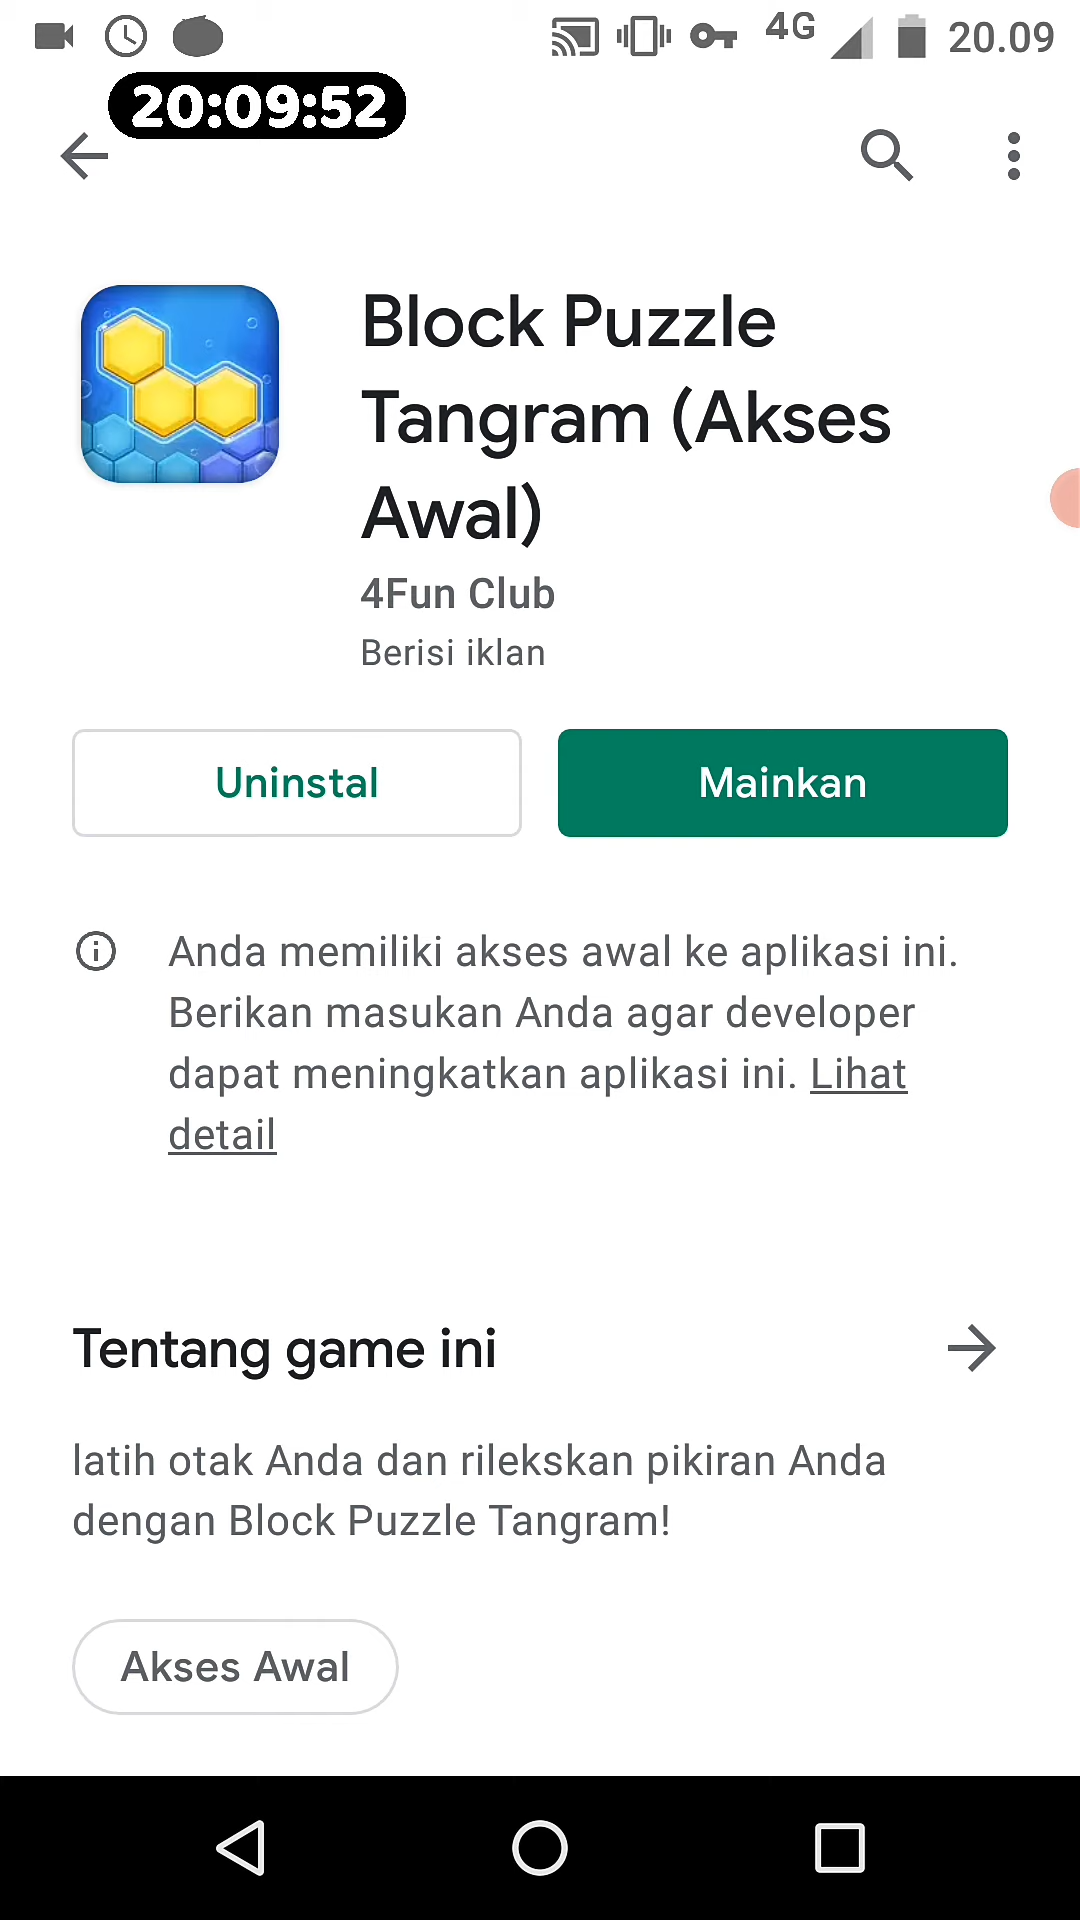 4G 20.09
20:09:52
Block Puzzle
Tangram (Akses
Awal)
4Fun Club
Berisi iklan
Uninstal
Mainkan
Anda memiliki akses awal ke aplikasi ini.
Berikan masukan Anda agar developer
dapat meningkatkan aplikasi ini. Lihat
detail
Tentang game ini
latih otak Anda dan rilekskan pikiran Anda
dengan Block Puzzle Tangram!
Akses Awal